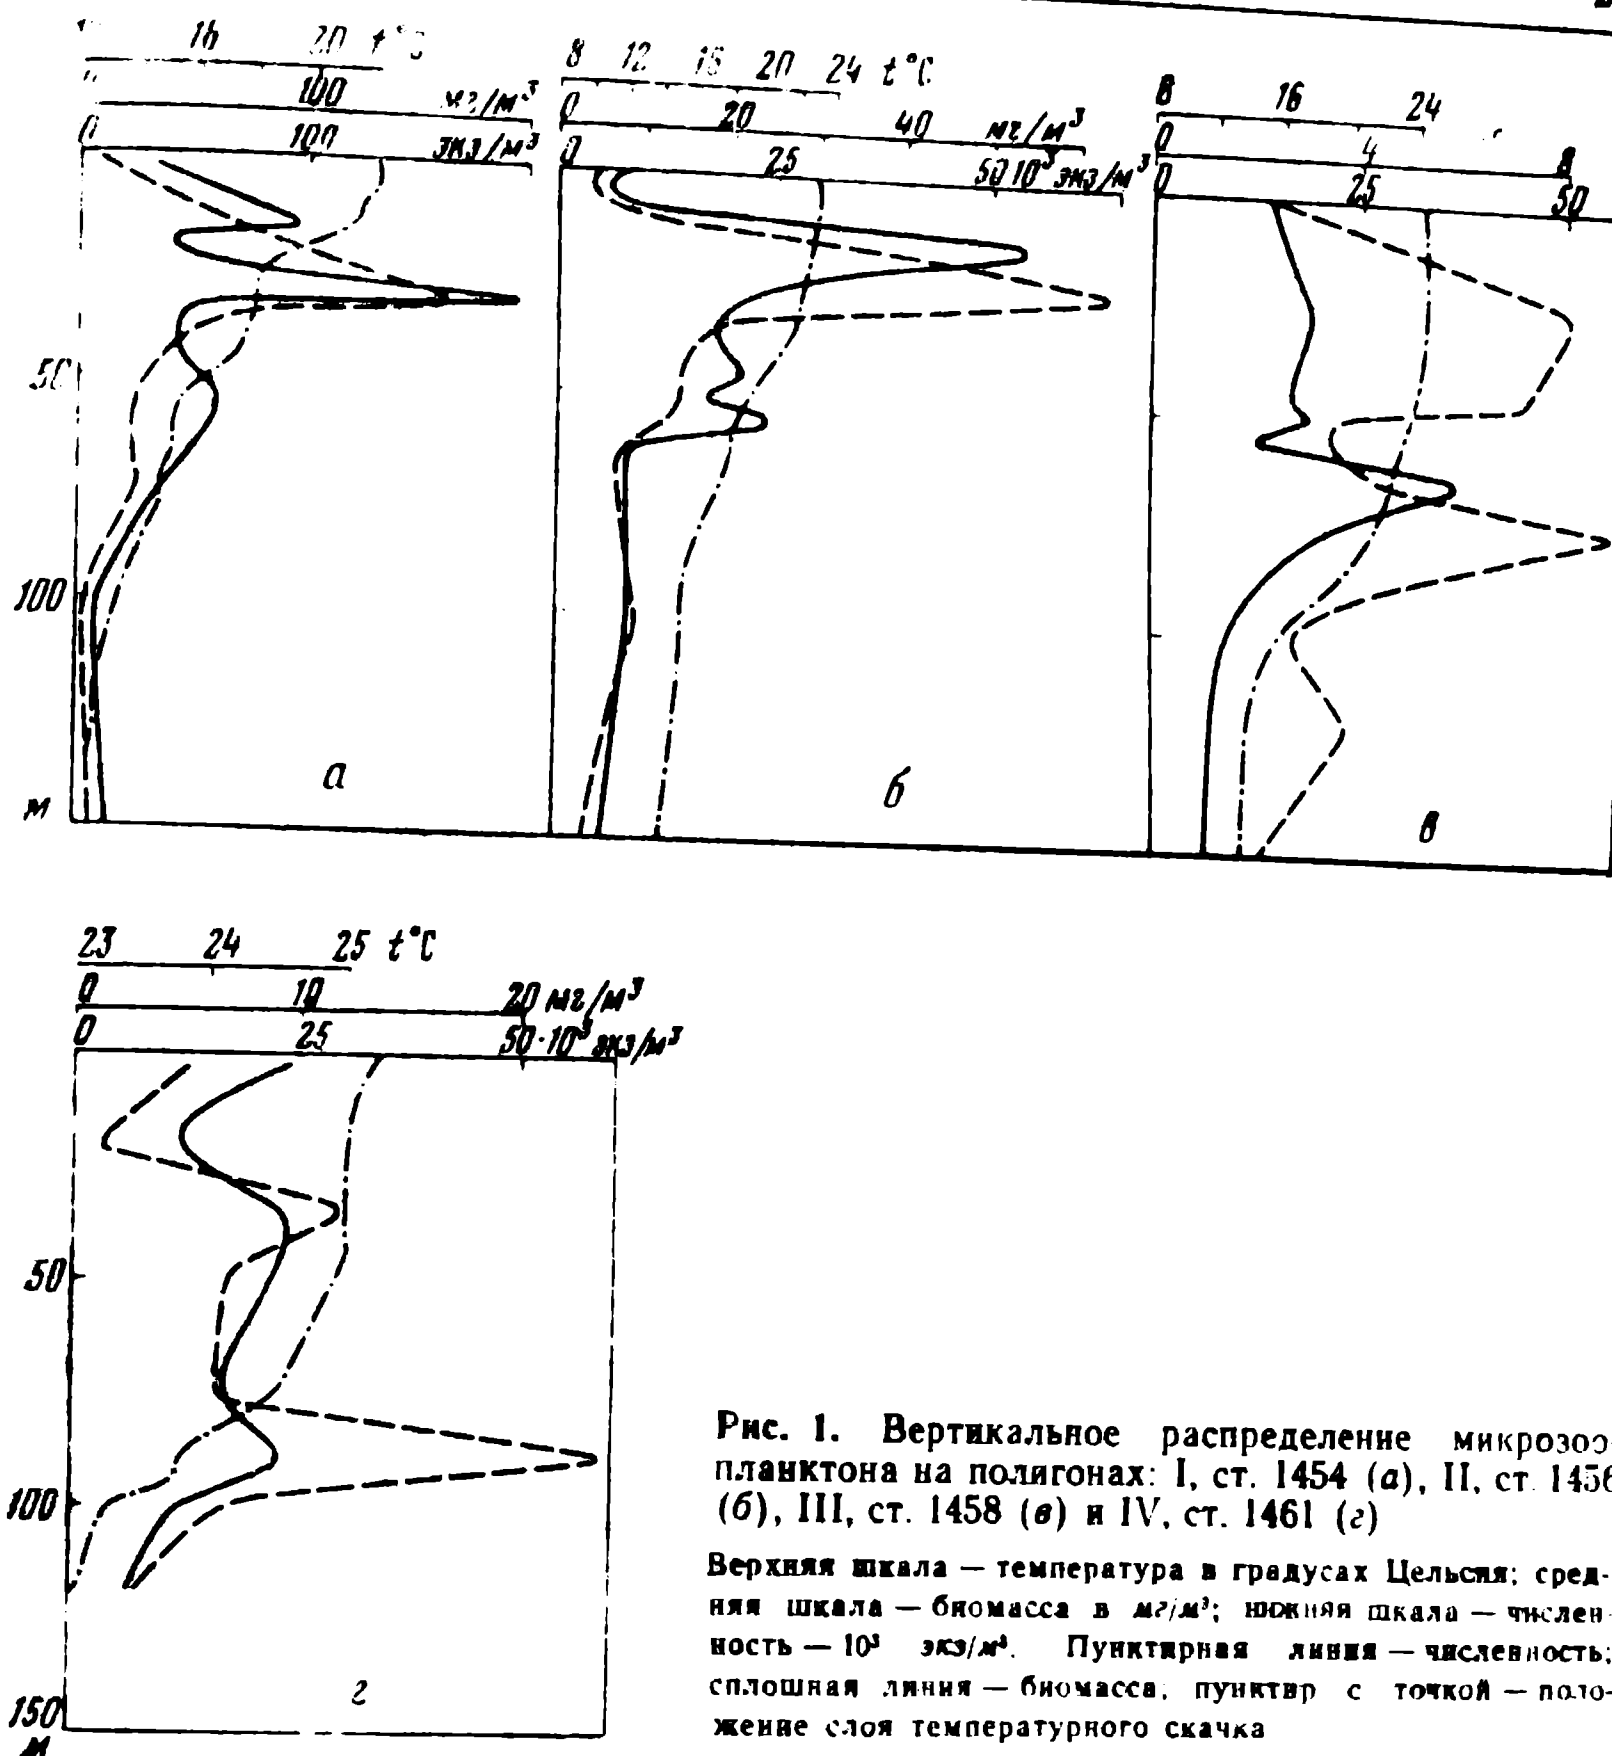 16 20 t°C
100 мг/м³
0 100 экз/м³
8 12 16 20 24 t°C
0 20 40 мг/м³
0 25 50·10³ экз/м³
8 16 24
0 4 8
0 25 50
50
100
м
а
б
в
23 24 25 t°C
0 10 20 мг/м³
0 25 50·10³ экз/м³
50
100
150
м
г
Рис. 1. Вертикальное распределение микрозоо-
планктона на полигонах: I, ст. 1454 (а), II, ст. 1456
(б), III, ст. 1458 (в) и IV, ст. 1461 (г)
Верхняя шкала — температура в градусах Цельсия; сред-
няя шкала — биомасса в мг/м³; нижняя шкала — числен-
ность — 10³ экз/м³. Пунктирная линия — численность;
сплошная линия — биомасса; пунктир с точкой — поло-
жение слоя температурного скачка